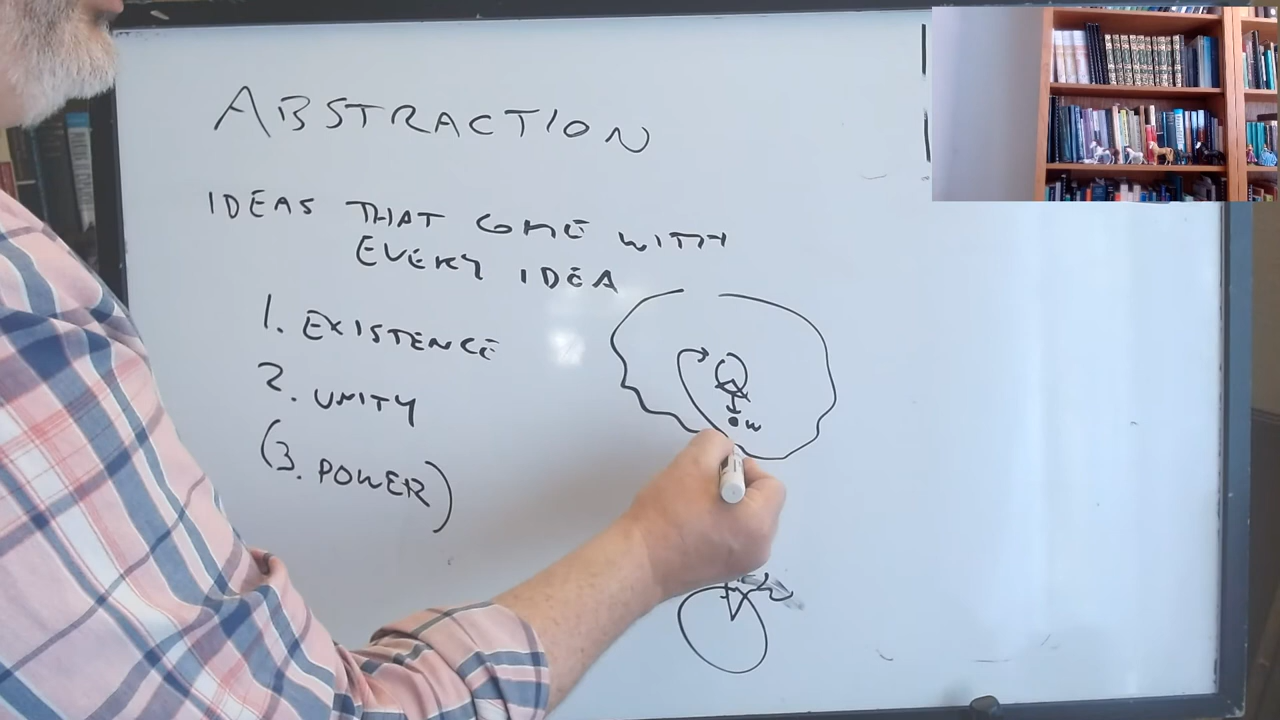 ABSTRACTION
IDEAS THAT COME WITH
EVERY IDEA
1. EXISTENCE
2. UNITY
(3. POWER)
W